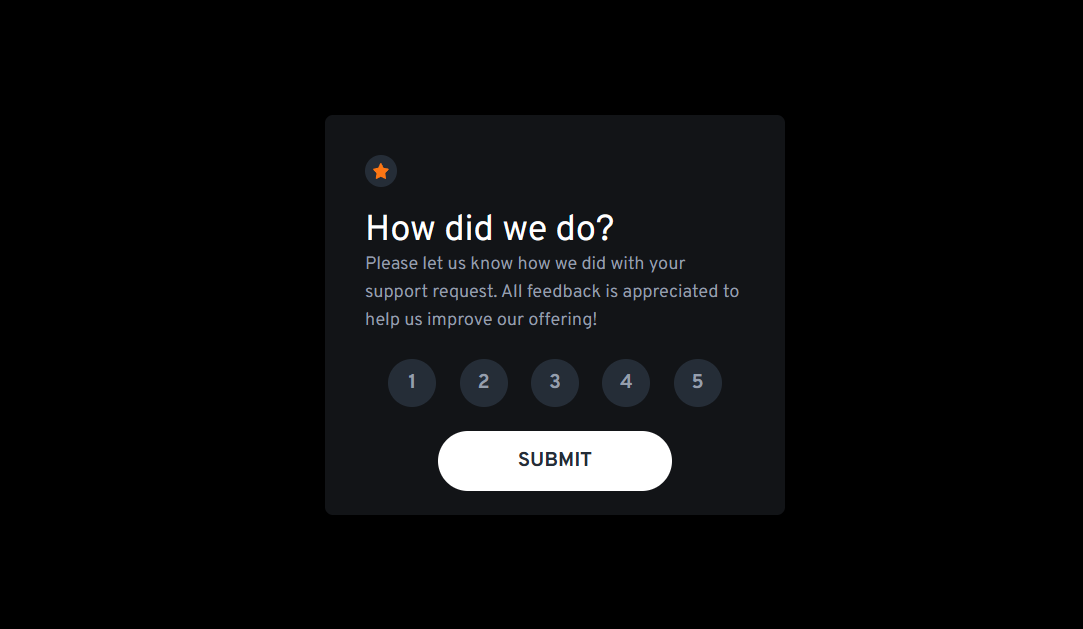 How did we do?
Please let us know how we did with your
support request. All feedback is appreciated to
help us improve our offering!
1 2 3 4 5
SUBMIT